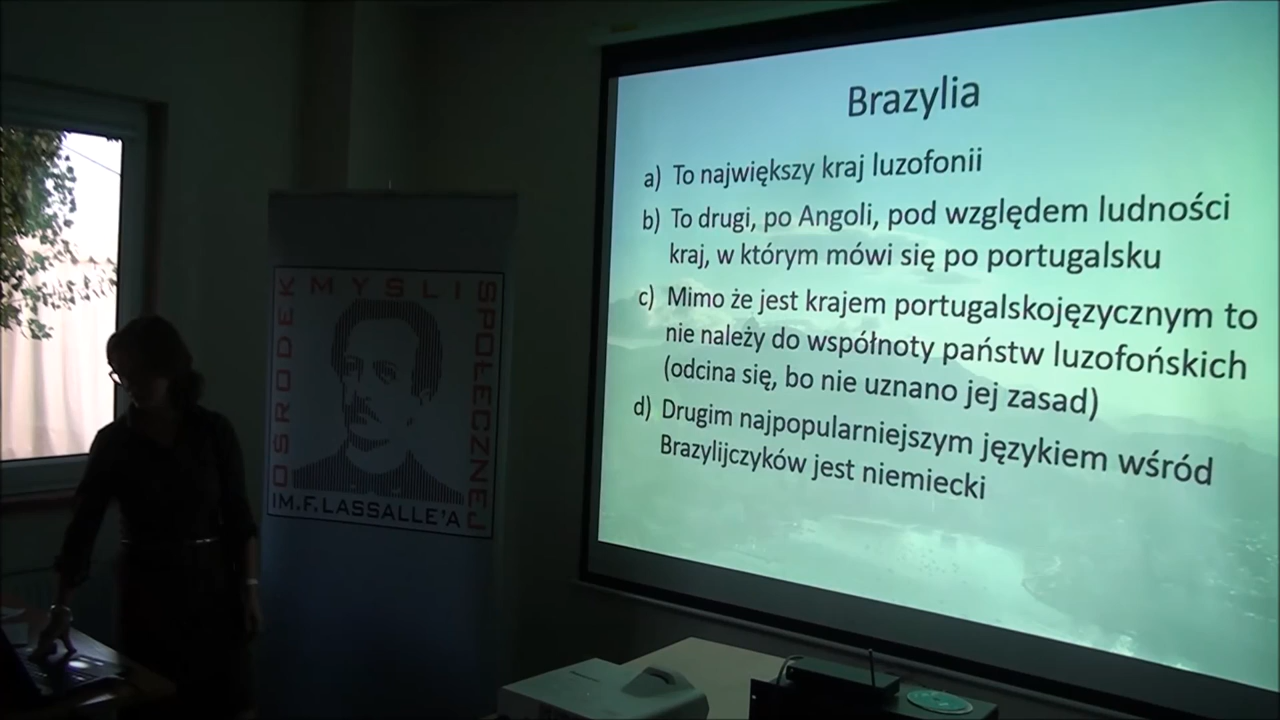 Brazylia
a) To największy kraj luzofonii
b) To drugi, po Angoli, pod względem ludności
kraj, w którym mówi się po portugalsku
c) Mimo że jest krajem portugalskojęzycznym to
nie należy do wspólnoty państw luzofońskich
(odcina się, bo nie uznano jej zasad)
d) Drugim najpopularniejszym językiem wśród
Brazylijczyków jest niemiecki
OSRODEK
MYSLI
SPOŁECZNEJ
IM.F.LASSALLE'A